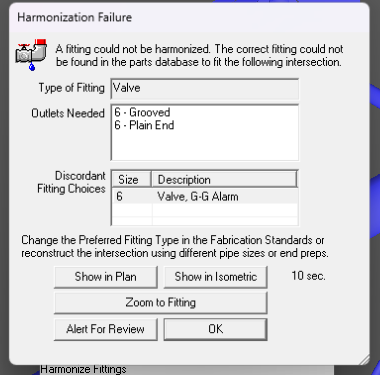 Harmonization Failure
A fitting could not be harmonized. The correct fitting could not
be found in the parts database to fit the following intersection.
Type of Fitting Valve
Outlets Needed 6 - Grooved
6 - Plain End
Discordant
Fitting Choices
Size Description
6 Valve, G-G Alarm
Change the Preferred Fitting Type in the Fabrication Standards or
reconstruct the intersection using different pipe sizes or end preps.
Show in Plan Show in Isometric 10 sec.
Zoom to Fitting
Alert For Review OK
Harmonize Fittings